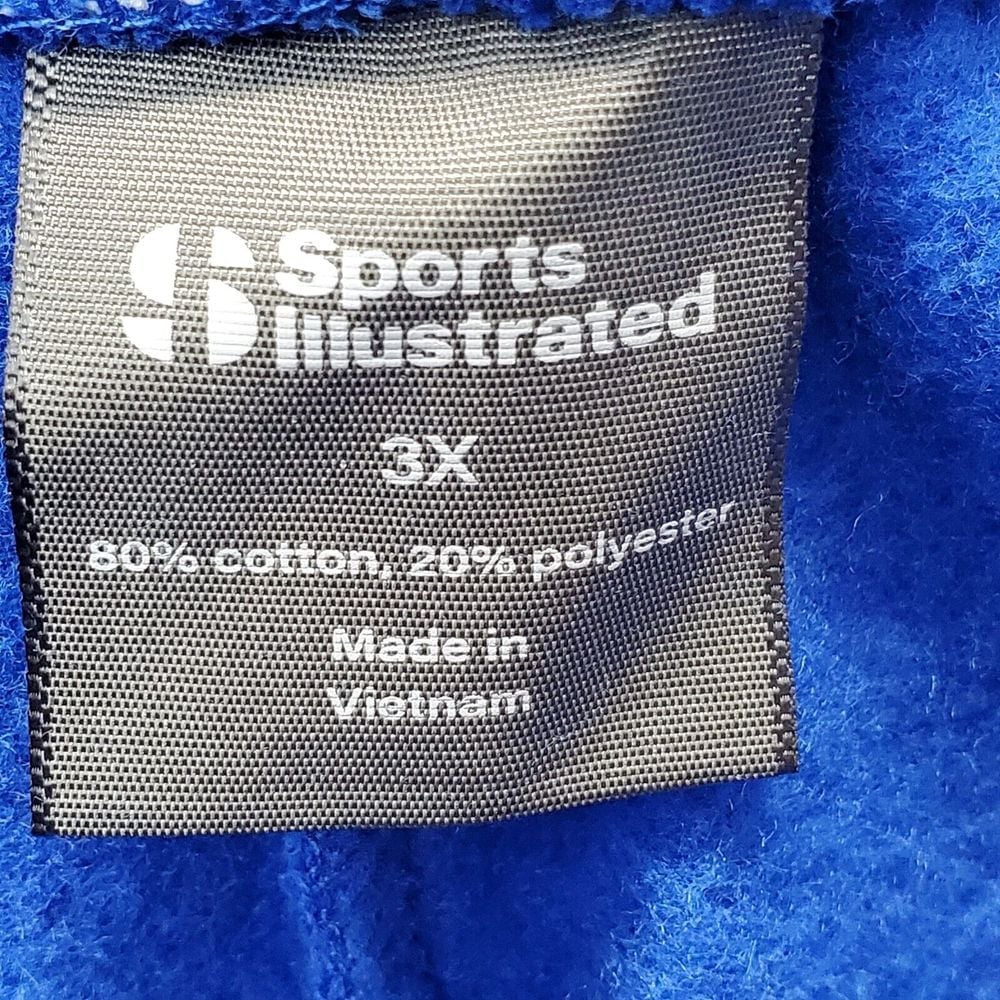 Sports
Illustrated
3X
80% cotton, 20% polyester
Made in
Vietnam